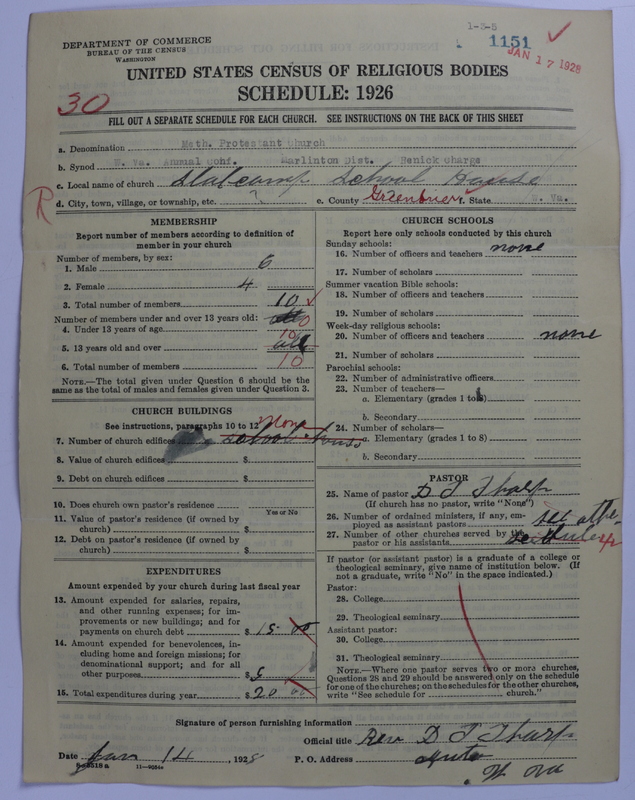 1-3-5
DEPARTMENT OF COMMERCE
BUREAU OF THE CENSUS
WASHINGTON
1151
JAN 17 1928
UNITED STATES CENSUS OF RELIGIOUS BODIES
SCHEDULE: 1926
30
FILL OUT A SEPARATE SCHEDULE FOR EACH CHURCH. SEE INSTRUCTIONS ON THE BACK OF THIS SHEET
a. Denomination Meth. Protestant Church
b. Synod W. Va. Annual Conf. Marlinton Dist. Renick Charge
c. Local name of church Slatcamp School House
R d. City, town, village, or township, etc. ? e. County Greenbrier f. State W. Va.
MEMBERSHIP
Report number of members according to definition of
member in your church
Number of members, by sex:
1. Male 6
2. Female 4
3. Total number of members 10
Number of members under and over 13 years old:
4. Under 13 years of age 0
5. 13 years old and over 10 all
6. Total number of members 10
NOTE.—The total given under Question 6 should be
same as the total of males and females given under Question 3.
CHURCH BUILDINGS
See instructions, paragraphs 10 to 12
7. Number of church edifices School House None
8. Value of church edifices $
9. Debt on church edifices $
10. Does church own pastor's residence Yes or No
11. Value of pastor's residence (if owned by
church) $
12. Debt on pastor's residence (if owned by
church) $
EXPENDITURES
Amount expended by your church during last fiscal year
13. Amount expended for salaries, repairs,
and other running expenses; for im-
provements or new buildings; and for
payments on church debt $ 15 00
14. Amount expended for benevolences, in-
cluding home and foreign missions; for
denominational support; and for all
other purposes $ 5
15. Total expenditures during year $ 20 00
CHURCH SCHOOLS
Report here only schools conducted by this church
Sunday schools:
16. Number of officers and teachers none
17. Number of scholars
Summer vacation Bible schools:
18. Number of officers and teachers
19. Number of scholars
Week-day religious schools:
20. Number of officers and teachers none
21. Number of scholars
Parochial schools:
22. Number of administrative officers
23. Number of teachers—
a. Elementary (grades 1 to 8)
b. Secondary
24. Number of scholars—
a. Elementary (grades 1 to 8)
b. Secondary
PASTOR
25. Name of pastor D T Tharp
(If church has no pastor, write "None")
26. Number of ordained ministers, if any, em-
ployed as assistant pastors
27. Number of other churches served by
pastor or his assistants 4
If pastor (or assistant pastor) is a graduate of a college or
theological seminary, give name of institution below. (If
not a graduate, write "No" in the space indicated.)
Pastor:
28. College
29. Theological seminary
Assistant pastor:
30. College
31. Theological seminary
NOTE.—Where one pastor serves two or more churches,
Questions 28 and 29 should be answered only on the schedule
for one of the churches; on the schedules for the other churches,
write "See schedule for church."
Signature of person furnishing information
Official title Rev D T Tharp
Date Jan 14, 1928 P. O. Address Auto
W Va
8-5518a 11-9054